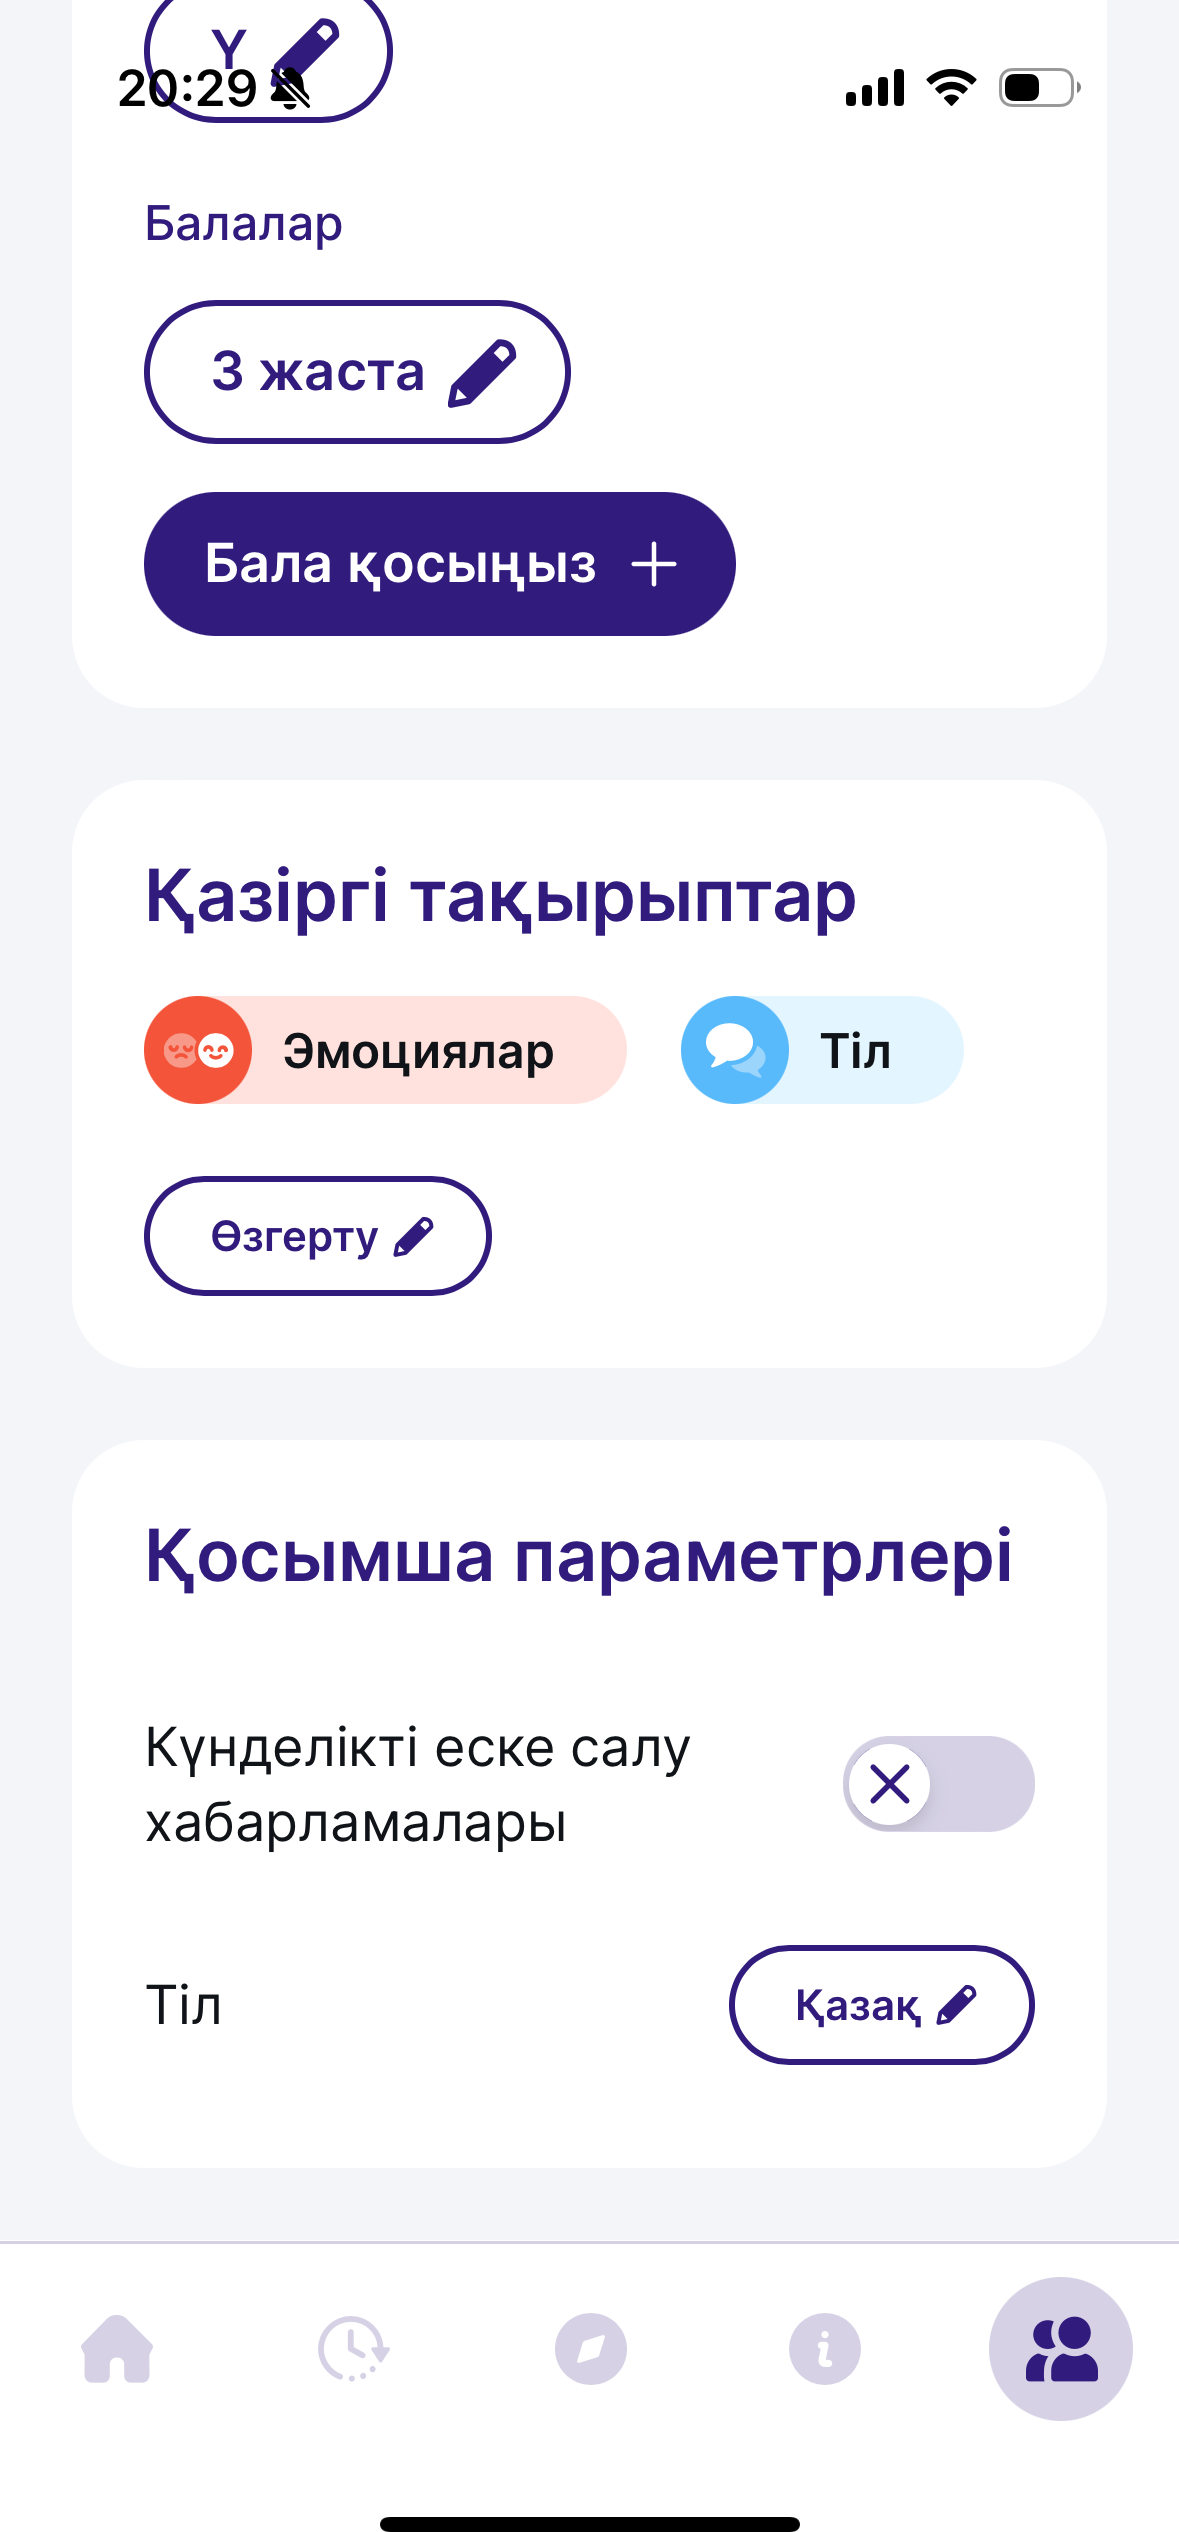 Ү
20:29
Балалар
3 жаста
Бала қосыңыз
Қазіргі тақырыптар
Эмоциялар
Тіл
Өзгерту
Қосымша параметрлері
Күнделікті еске салу
хабарламалары
Тіл
Қазақ